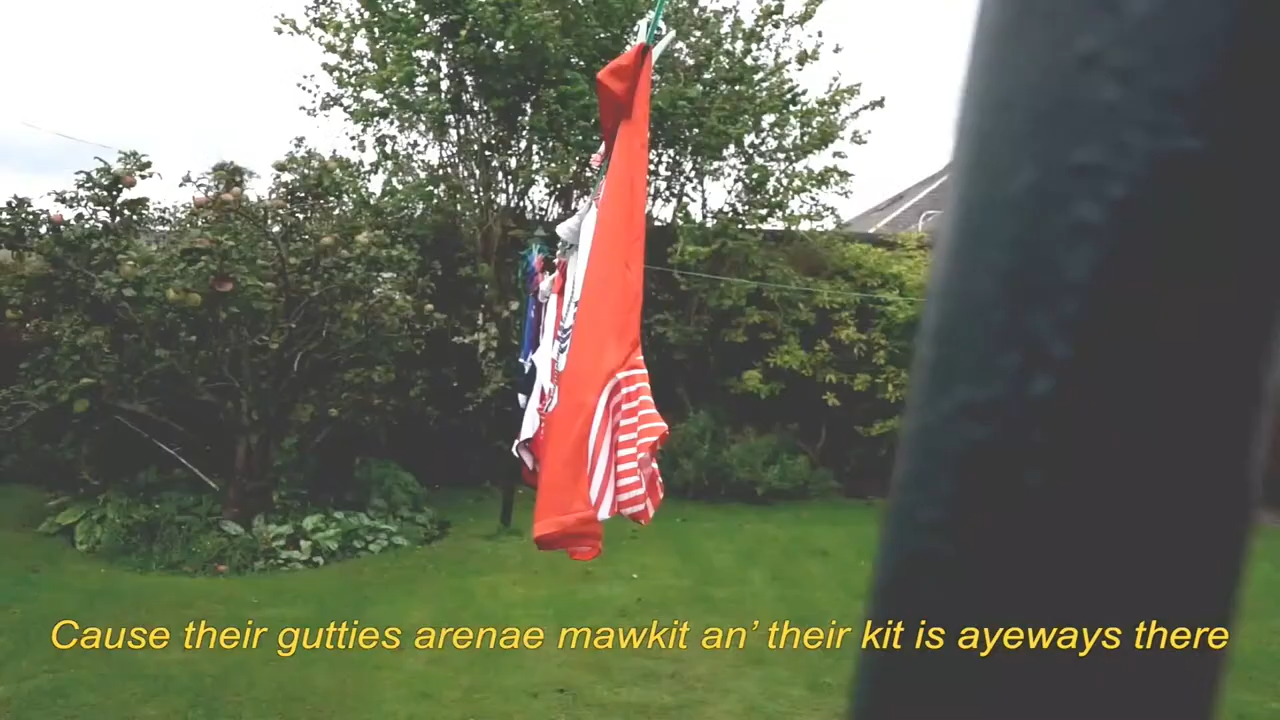 Cause their gutties arenae mawkit an’ their kit is ayeways there